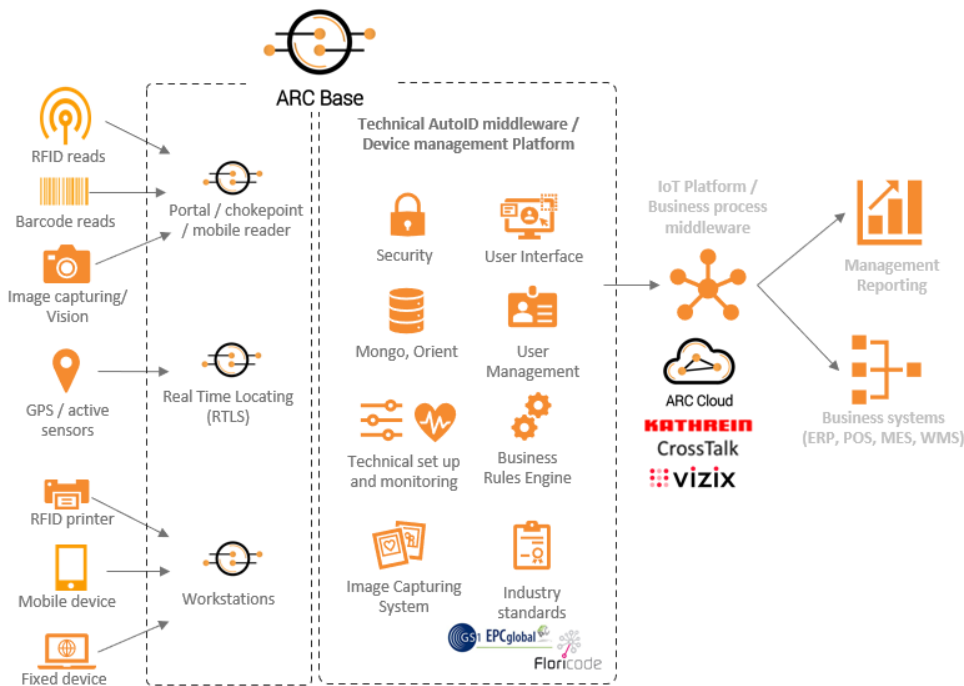 ARC Base
RFID reads
Barcode reads
Image capturing/
Vision
GPS / active
sensors
RFID printer
Mobile device
Fixed device
Portal / chokepoint
/ mobile reader
Real Time Locating
(RTLS)
Workstations
Technical AutoID middleware /
Device management Platform
Security
User Interface
Mongo, Orient
User
Management
Technical set up
and monitoring
Business
Rules Engine
Image Capturing
System
Industry
standards
GS1 EPCglobal
Floricode
IoT Platform /
Business process
middleware
ARC Cloud
KATHREIN
CrossTalk
vizix
Management
Reporting
Business systems
(ERP, POS, MES, WMS)